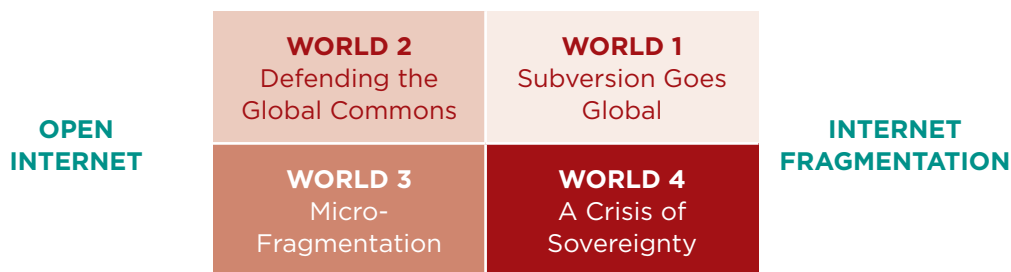 OPEN
INTERNET
WORLD 2
Defending the
Global Commons
WORLD 1
Subversion Goes
Global
WORLD 3
Micro-
Fragmentation
WORLD 4
A Crisis of
Sovereignty
INTERNET
FRAGMENTATION